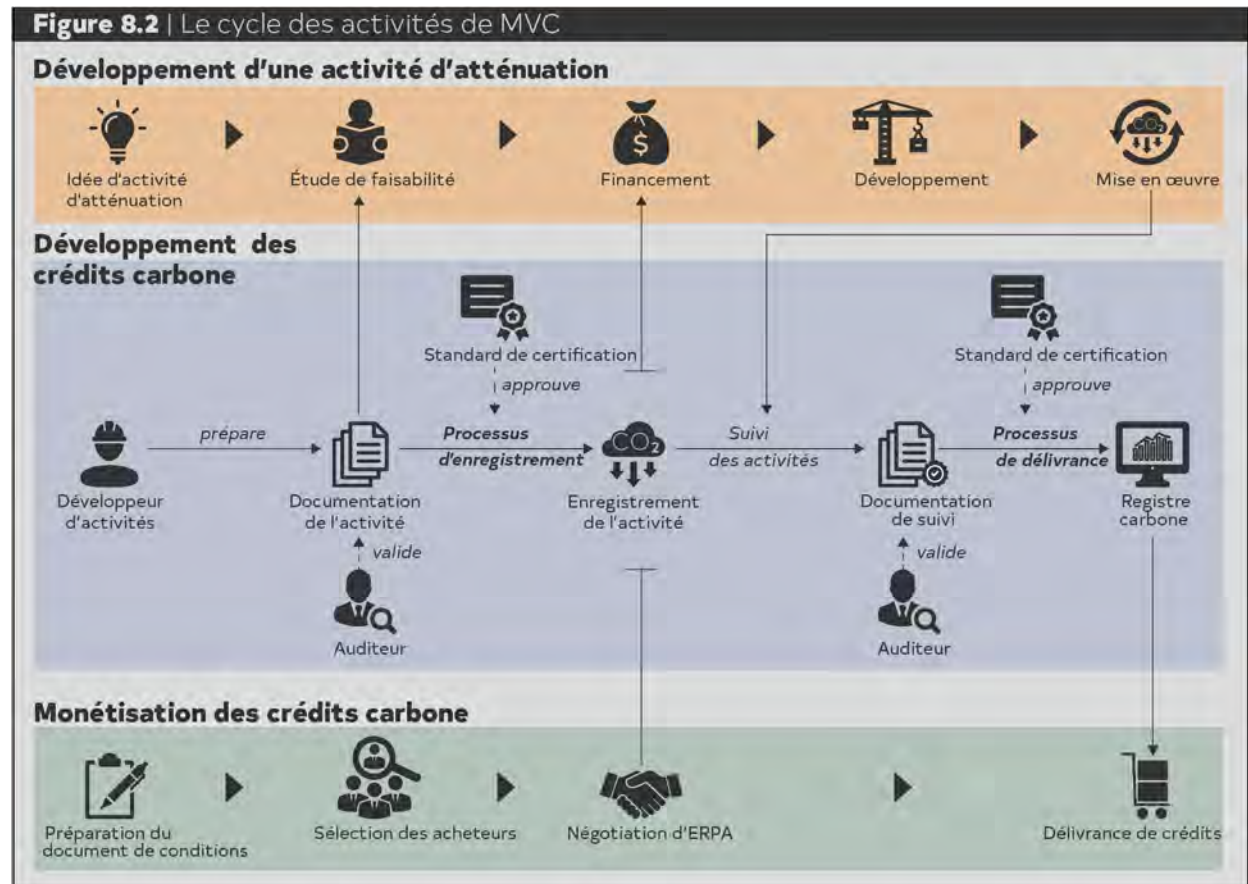 Figure 8.2 | Le cycle des activités de MVC
Développement d'une activité d'atténuation
Idée d'activité
d'atténuation
Étude de faisabilité
$
Financement
Développement
CO₂
Mise en œuvre
Développement des
crédits carbone
Standard de certification
approuve
Standard de certification
approuve
Développeur
d'activités
prépare
Documentation
de l'activité
Processus
d'enregistrement
CO₂
Enregistrement
de l'activité
Suivi
des activités
Documentation
de suivi
Processus
de délivrance
Registre
carbone
valide
Auditeur
valide
Auditeur
Monétisation des crédits carbone
Préparation du
document de conditions
Sélection des acheteurs
Négotiation d'ERPA
Délivrance de crédits